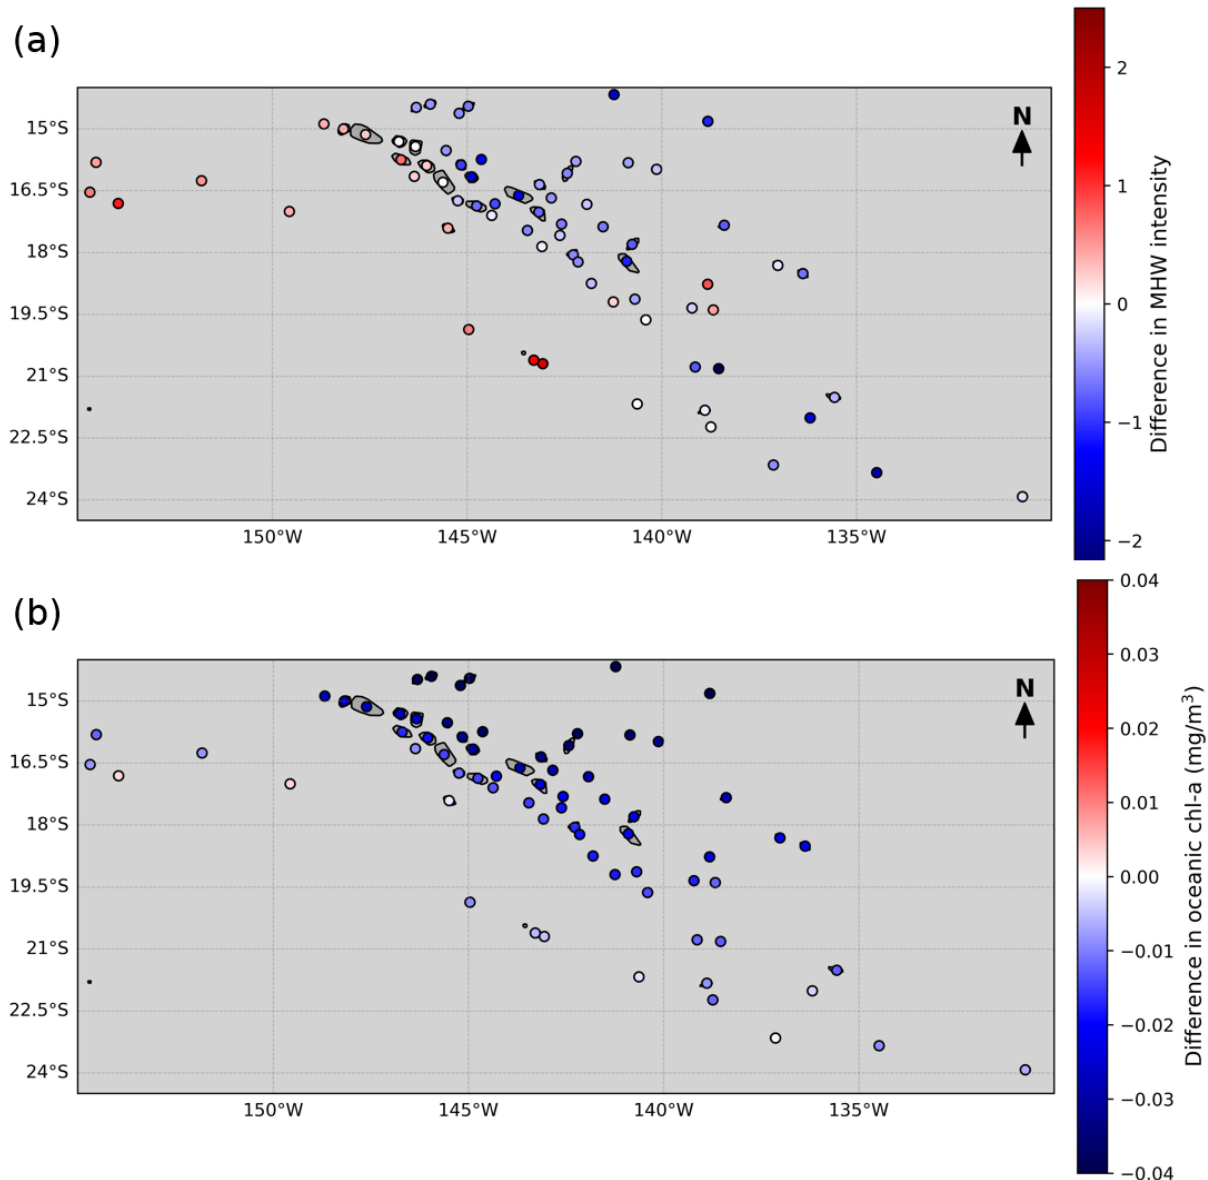 (a)
N
15°S
16.5°S
18°S
19.5°S
21°S
22.5°S
24°S
150°W 145°W 140°W 135°W
2
1
0
−1
−2
Difference in MHW intensity
(b)
N
15°S
16.5°S
18°S
19.5°S
21°S
22.5°S
24°S
150°W 145°W 140°W 135°W
0.04
0.03
0.02
0.01
0.00
−0.01
−0.02
−0.03
−0.04
Difference in oceanic chl-a (mg/m³)